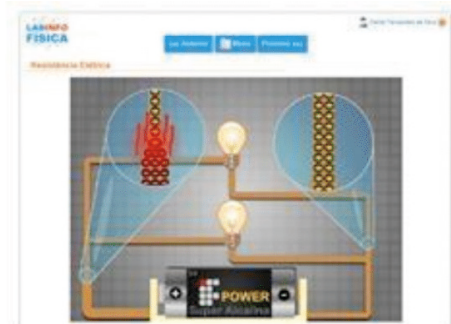 LABINFO
FÍSICA
<< Anterior Menu Próximo >>
Resistência Elétrica
POWER
Super Alcalina